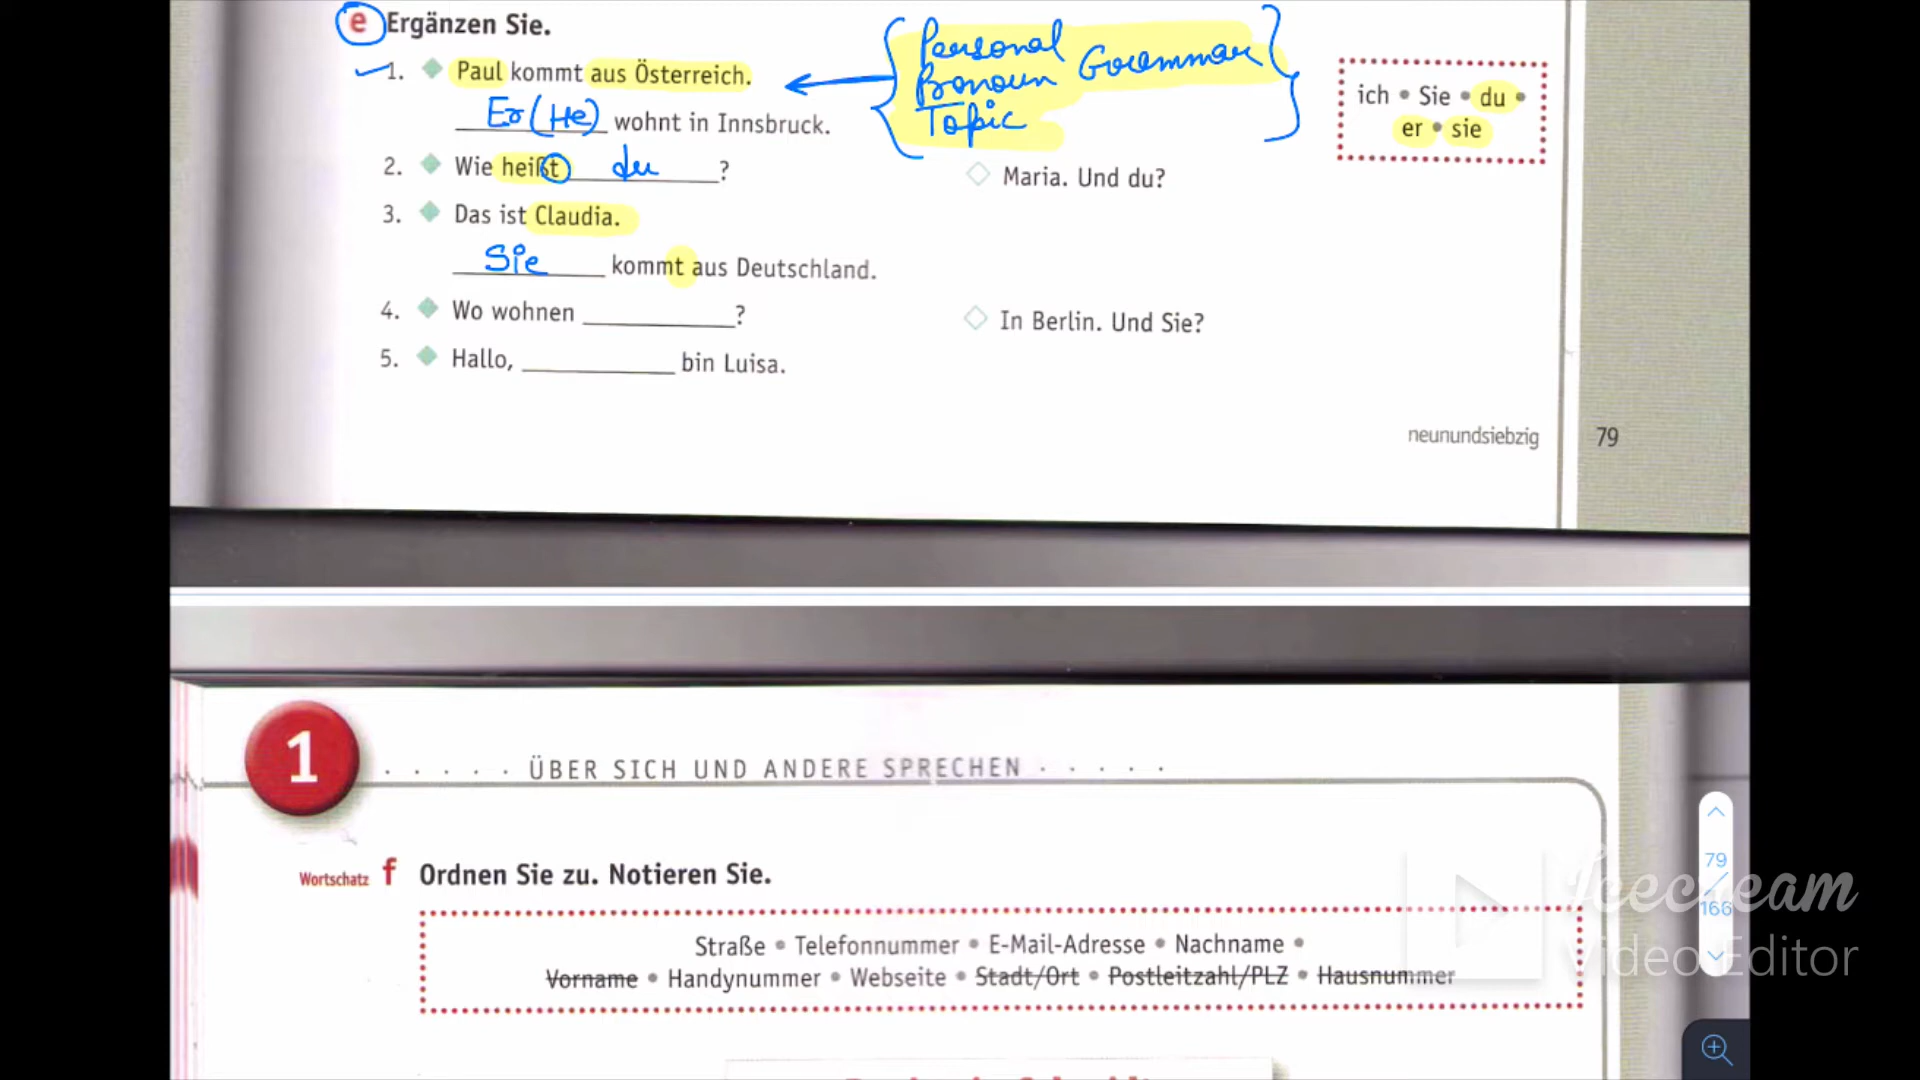 e Ergänzen Sie.
Personal
Pronoun Grammar
Topic
1. Paul kommt aus Österreich.
Er (He) wohnt in Innsbruck.
ich • Sie • du •
er • sie
2. Wie heißt du ?
Maria. Und du?
3. Das ist Claudia.
Sie kommt aus Deutschland.
4. Wo wohnen ?
In Berlin. Und Sie?
5. Hallo, bin Luisa.
neunundsiebzig 79
1 ÜBER SICH UND ANDERE SPRECHEN
Wortschatz f Ordnen Sie zu. Notieren Sie.
Straße • Telefonnummer • E-Mail-Adresse • Nachname •
Vorname • Handynummer • Webseite • Stadt/Ort • Postleitzahl/PLZ • Hausnummer
79
/
166
Icecream
Video Editor